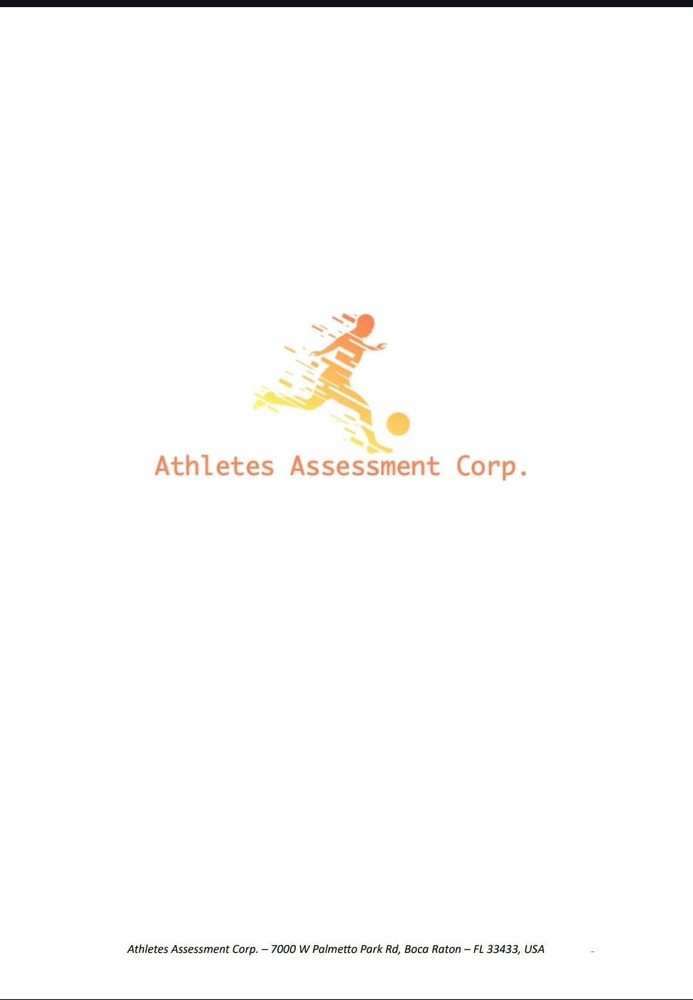 Athletes Assessment Corp.
Athletes Assessment Corp. – 7000 W Palmetto Park Rd, Boca Raton – FL 33433, USA